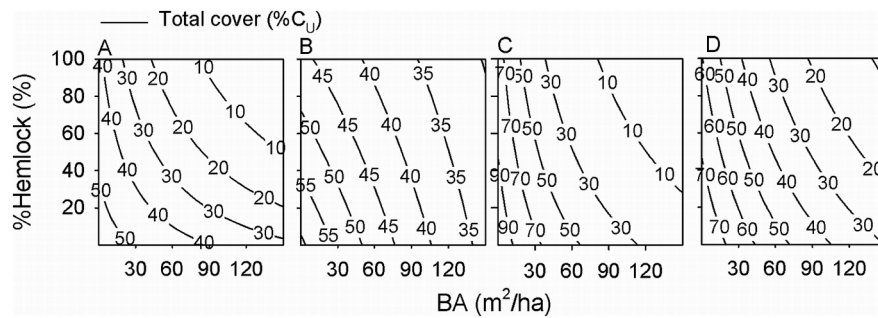 Total cover (%C_U)
A B C D
100 40 30 20 10 45 40 35 70 50 30 10 60 50 40 30 20
80
40 30 20 10 50 45 40 35 70 50 30 10 60 50 40 30 20
60
40
50 40 30 20 55 50 45 40 35 90 70 50 30 10 70 60 50 40 30 20
20
50 40 30 55 50 45 40 35 90 70 50 30 70 60 50 40 30
%Hemlock (%)
30 60 90 120 30 60 90 120 30 60 90 120 30 60 90 120
BA (m²/ha)